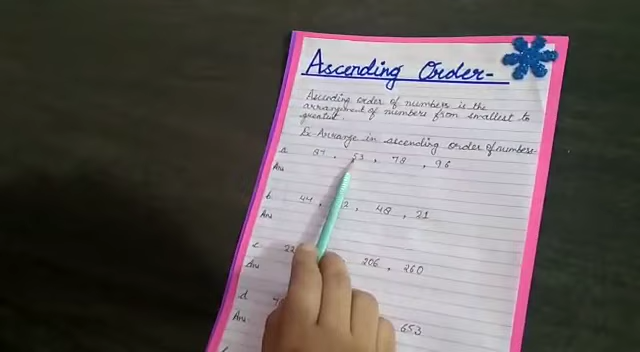 Ascending Order-
Ascending order of numbers is the
arrangement of numbers from smallest to
greatest.
Ex- Arrange in ascending order of numbers-
a 87, 53, 78, 96
Ans
b 44, 48, 21
Ans
c 206, 260
Ans
d
Ans 653